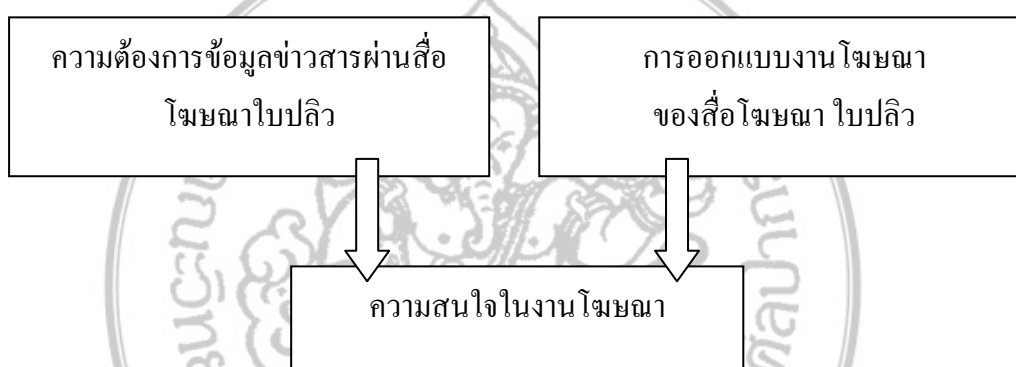 ความต้องการข้อมูลข่าวสารผ่านสื่อ
โฆษณาใบปลิว
การออกแบบงานโฆษณา
ของสื่อโฆษณา ใบปลิว
ความสนใจในงานโฆษณา